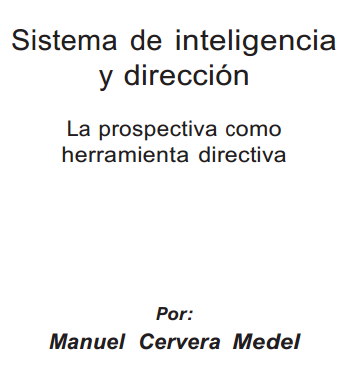 Sistema de inteligencia
y dirección
La prospectiva como
herramienta directiva
Por:
Manuel Cervera Medel